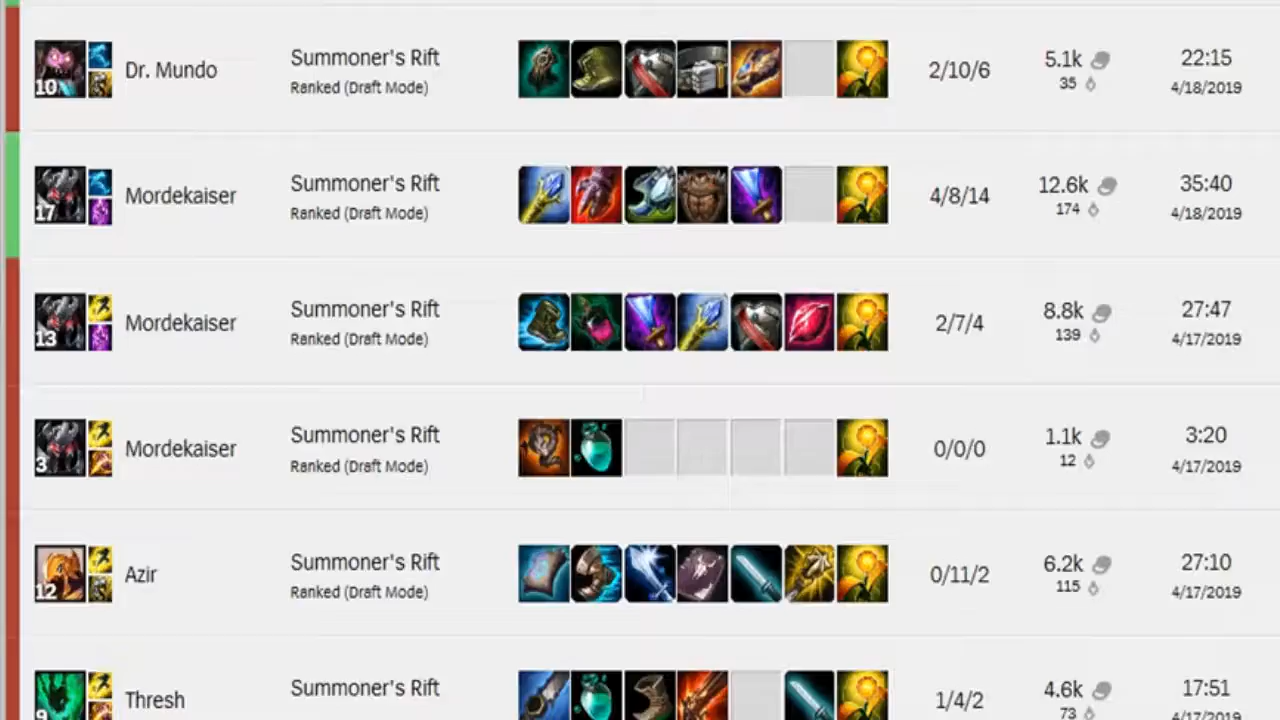 10
Dr. Mundo
Summoner's Rift
Ranked (Draft Mode)
2/10/6
5.1k
35
22:15
4/18/2019
17
Mordekaiser
Summoner's Rift
Ranked (Draft Mode)
4/8/14
12.6k
174
35:40
4/18/2019
13
Mordekaiser
Summoner's Rift
Ranked (Draft Mode)
2/7/4
8.8k
139
27:47
4/17/2019
3
Mordekaiser
Summoner's Rift
Ranked (Draft Mode)
0/0/0
1.1k
12
3:20
4/17/2019
12
Azir
Summoner's Rift
Ranked (Draft Mode)
0/11/2
6.2k
115
27:10
4/17/2019
9
Thresh
Summoner's Rift
1/4/2
4.6k
73
17:51
4/17/2019